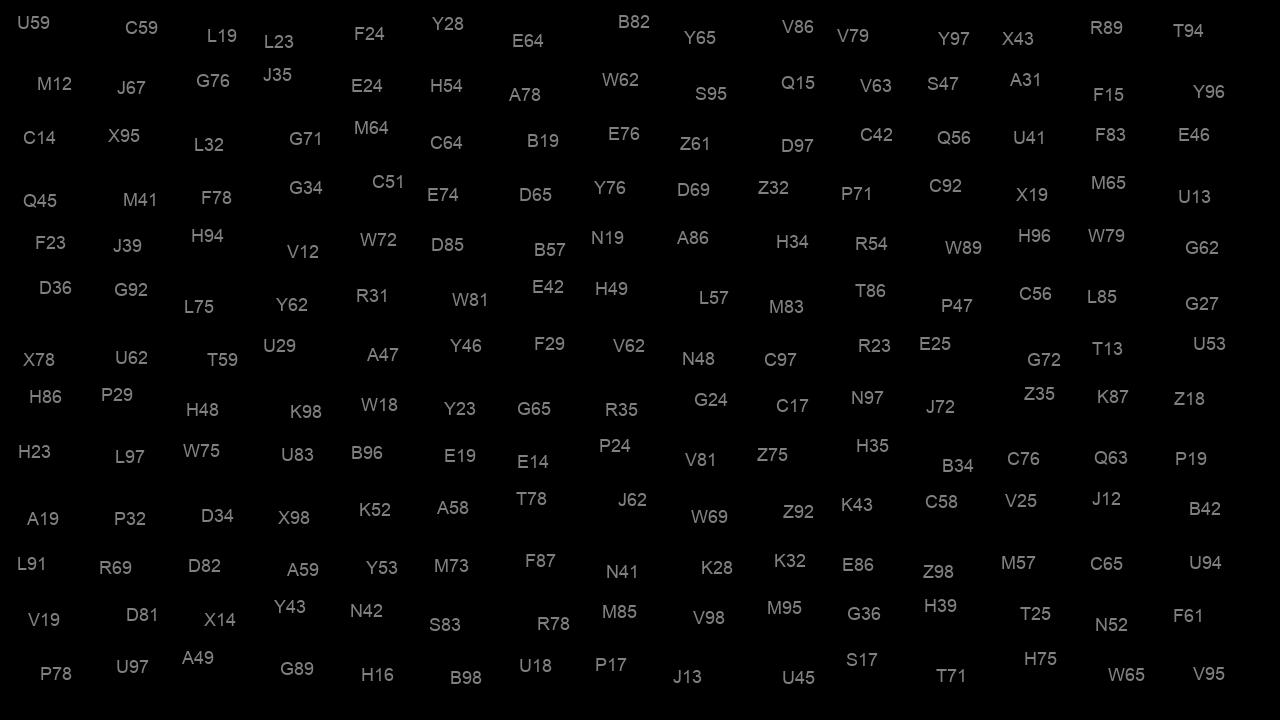 U59 C59 L19 L23 F24 Y28 E64 B82 Y65 V86 V79 Y97 X43 R89 T94
M12 J67 G76 J35 E24 H54 A78 W62 S95 Q15 V63 S47 A31 F15 Y96
C14 X95 L32 G71 M64 C64 B19 E76 Z61 D97 C42 Q56 U41 F83 E46
Q45 M41 F78 G34 C51 E74 D65 Y76 D69 Z32 P71 C92 X19 M65 U13
F23 J39 H94 V12 W72 D85 B57 N19 A86 H34 R54 W89 H96 W79 G62
D36 G92 L75 Y62 R31 W81 E42 H49 L57 M83 T86 P47 C56 L85 G27
X78 U62 T59 U29 A47 Y46 F29 V62 N48 C97 R23 E25 G72 T13 U53
H86 P29 H48 K98 W18 Y23 G65 R35 G24 C17 N97 J72 Z35 K87 Z18
H23 L97 W75 U83 B96 E19 E14 P24 V81 Z75 H35 B34 C76 Q63 P19
A19 P32 D34 X98 K52 A58 T78 J62 W69 Z92 K43 C58 V25 J12 B42
L91 R69 D82 A59 Y53 M73 F87 N41 K28 K32 E86 Z98 M57 C65 U94
V19 D81 X14 Y43 N42 S83 R78 M85 V98 M95 G36 H39 T25 N52 F61
P78 U97 A49 G89 H16 B98 U18 P17 J13 U45 S17 T71 H75 W65 V95